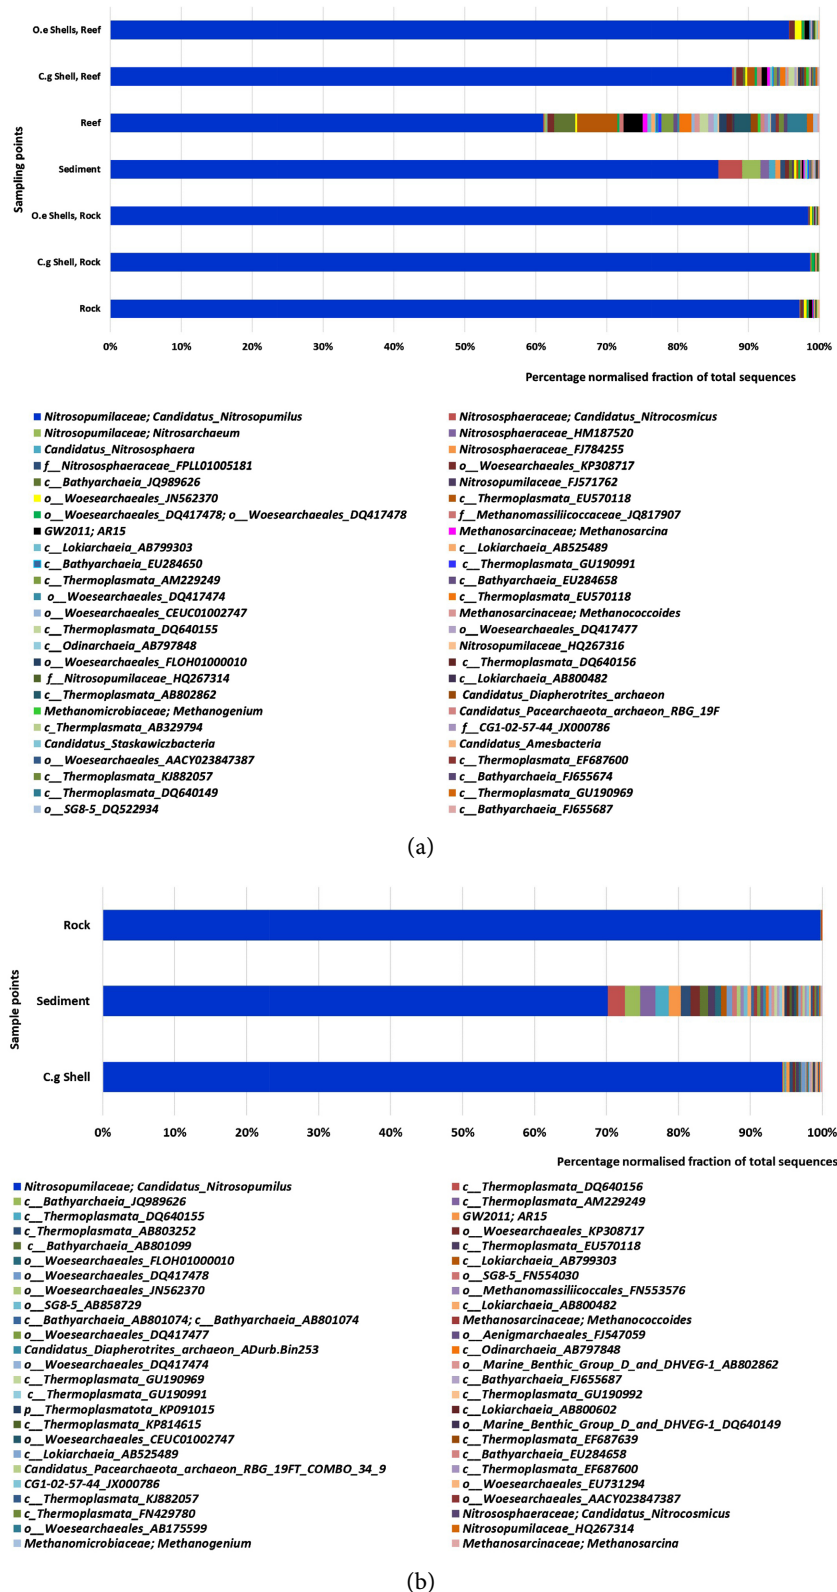 Sampling points
O.e Shells, Reef
C.g Shell, Reef
Reef
Sediment
O.e Shells, Rock
C.g Shell, Rock
Rock
0% 10% 20% 30% 40% 50% 60% 70% 80% 90% 100%
Percentage normalised fraction of total sequences
Nitrosopumilaceae; Candidatus_Nitrosopumilus Nitrososphaeraceae; Candidatus_Nitrocosmicus
Nitrosopumilaceae; Nitrosarchaeum Nitrososphaeraceae_HM187520
Candidatus_Nitrososphaera Nitrososphaeraceae_FJ784255
f__Nitrososphaeraceae_FPLL01005181 o__Woesearchaeales_KP308717
c__Bathyarchaeia_JQ989626 Nitrosopumilaceae_FJ571762
o__Woesearchaeales_JN562370 c__Thermoplasmata_EU570118
o__Woesearchaeales_DQ417478; o__Woesearchaeales_DQ417478 f__Methanomassiliicoccaceae_JQ817907
GW2011; AR15 Methanosarcinaceae; Methanosarcina
c__Lokiarchaeia_AB799303 c__Lokiarchaeia_AB525489
c__Bathyarchaeia_EU284650 c__Thermoplasmata_GU190991
c__Thermoplasmata_AM229249 c__Bathyarchaeia_EU284658
o__Woesearchaeales_DQ417474 c__Thermoplasmata_EU570118
o__Woesearchaeales_CEUC01002747 Methanosarcinaceae; Methanococcoides
c__Thermoplasmata_DQ640155 o__Woesearchaeales_DQ417477
c__Odinarchaeia_AB797848 Nitrosopumilaceae_HQ267316
o__Woesearchaeales_FLOH01000010 c__Thermoplasmata_DQ640156
f__Nitrosopumilaceae_HQ267314 c__Lokiarchaeia_AB800482
c__Thermoplasmata_AB802862 Candidatus_Diapherotrites_archaeon
Methanomicrobiaceae; Methanogenium Candidatus_Pacearchaeota_archaeon_RBG_19F
c_Thermplasmata_AB329794 f__CG1-02-57-44_JX000786
Candidatus_Staskawiczbacteria Candidatus_Amesbacteria
o__Woesearchaeales_AACY023847387 c__Thermoplasmata_EF687600
c__Thermoplasmata_KJ882057 c__Bathyarchaeia_FJ655674
c__Thermoplasmata_DQ640149 c__Thermoplasmata_GU190969
o__SG8-5_DQ522934 c__Bathyarchaeia_FJ655687
(a)
Sample points
Rock
Sediment
C.g Shell
0% 10% 20% 30% 40% 50% 60% 70% 80% 90% 100%
Percentage normalised fraction of total sequences
Nitrosopumilaceae; Candidatus_Nitrosopumilus c__Thermoplasmata_DQ640156
c__Bathyarchaeia_JQ989626 c__Thermoplasmata_AM229249
c__Thermoplasmata_DQ640155 GW2011; AR15
c_Thermoplasmata_AB803252 o__Woesearchaeales_KP308717
c__Bathyarchaeia_AB801099 c__Thermoplasmata_EU570118
o__Woesearchaeales_FLOH01000010 c__Lokiarchaeia_AB799303
o__Woesearchaeales_DQ417478 o__SG8-5_FN554030
o__Woesearchaeales_JN562370 o__Methanomassiliicoccales_FN553576
o__SG8-5_AB858729 c__Lokiarchaeia_AB800482
c__Bathyarchaeia_AB801074; c__Bathyarchaeia_AB801074 Methanosarcinaceae; Methanococcoides
o__Woesearchaeales_DQ417477 o__Aenigmarchaeales_FJ547059
Candidatus_Diapherotrites_archaeon_ADurb.Bin253 c__Odinarchaeia_AB797848
o__Woesearchaeales_DQ417474 o__Marine_Benthic_Group_D_and_DHVEG-1_AB802862
c__Thermoplasmata_GU190969 c__Bathyarchaeia_FJ655687
c__Thermoplasmata_GU190991 c__Thermoplasmata_GU190992
p__Thermoplasmatota_KP091015 c__Lokiarchaeia_AB800602
c__Thermoplasmata_KP814615 o__Marine_Benthic_Group_D_and_DHVEG-1_DQ640149
o__Woesearchaeales_CEUC01002747 c__Thermoplasmata_EF687639
c__Lokiarchaeia_AB525489 c__Bathyarchaeia_EU284658
Candidatus_Pacearchaeota_archaeon_RBG_19FT_COMBO_34_9 c__Thermoplasmata_EF687600
CG1-02-57-44_JX000786 o__Woesearchaeales_EU731294
c__Thermoplasmata_KJ882057 o__Woesearchaeales_AACY023847387
c_Thermoplasmata_FN429780 Nitrososphaeraceae; Candidatus_Nitrocosmicus
o__Woesearchaeales_AB175599 Nitrosopumilaceae_HQ267314
Methanomicrobiaceae; Methanogenium Methanosarcinaceae; Methanosarcina
(b)